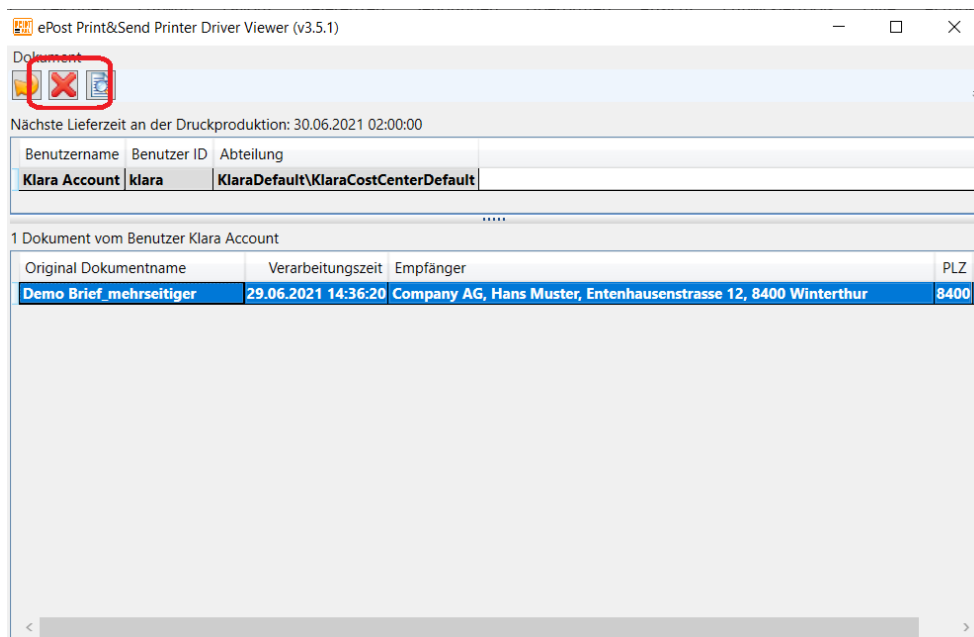 ePost Print&Send Printer Driver Viewer (v3.5.1)
Dokument
Nächste Lieferzeit an der Druckproduktion: 30.06.2021 02:00:00
Benutzername Benutzer ID Abteilung
Klara Account klara KlaraDefault\KlaraCostCenterDefault
1 Dokument vom Benutzer Klara Account
Original Dokumentname Verarbeitungszeit Empfänger PLZ
Demo Brief_mehrseitiger 29.06.2021 14:36:20 Company AG, Hans Muster, Entenhausenstrasse 12, 8400 Winterthur 8400